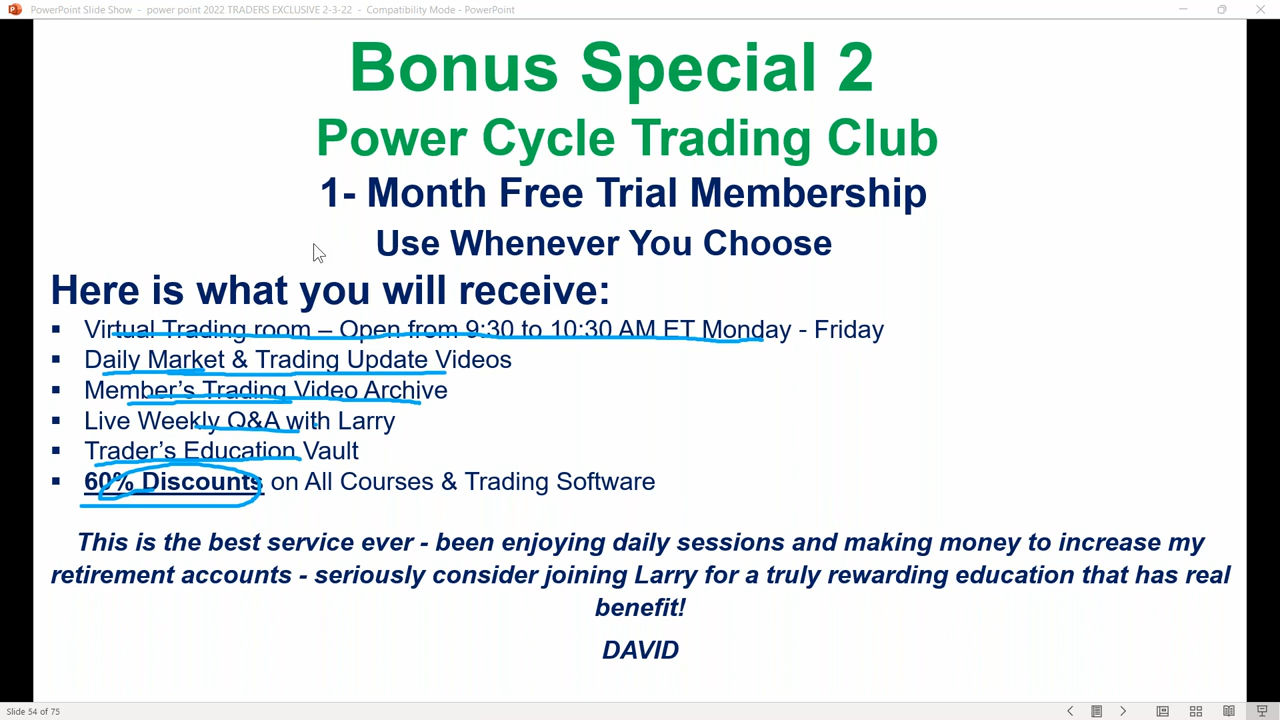 PowerPoint Slide Show - power point 2022 TRADERS EXCLUSIVE 2-3-22 - Compatibility Mode - PowerPoint
Bonus Special 2
Power Cycle Trading Club
1- Month Free Trial Membership
Use Whenever You Choose
Here is what you will receive:
▪ Virtual Trading room – Open from 9:30 to 10:30 AM ET Monday - Friday
▪ Daily Market & Trading Update Videos
▪ Member’s Trading Video Archive
▪ Live Weekly Q&A with Larry
▪ Trader’s Education Vault
▪ 60% Discounts on All Courses & Trading Software
This is the best service ever - been enjoying daily sessions and making money to increase my
retirement accounts - seriously consider joining Larry for a truly rewarding education that has real
benefit!
DAVID
Slide 54 of 75